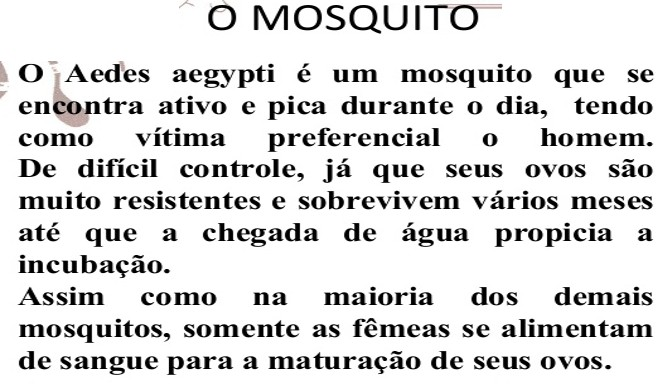 O MOSQUITO
O Aedes aegypti é um mosquito que se
encontra ativo e pica durante o dia, tendo
como vítima preferencial o homem.
De difícil controle, já que seus ovos são
muito resistentes e sobrevivem vários meses
até que a chegada de água propicia a
incubação.
Assim como na maioria dos demais
mosquitos, somente as fêmeas se alimentam
de sangue para a maturação de seus ovos.